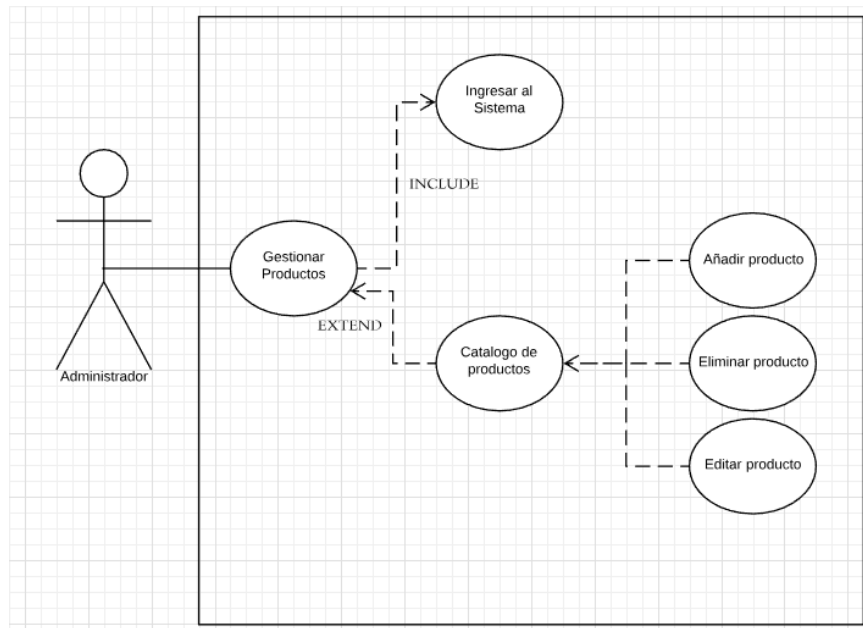 Ingresar al
Sistema
INCLUDE
Gestionar
Productos
Añadir producto
EXTEND
Catalogo de
productos
Eliminar producto
Administrador
Editar producto